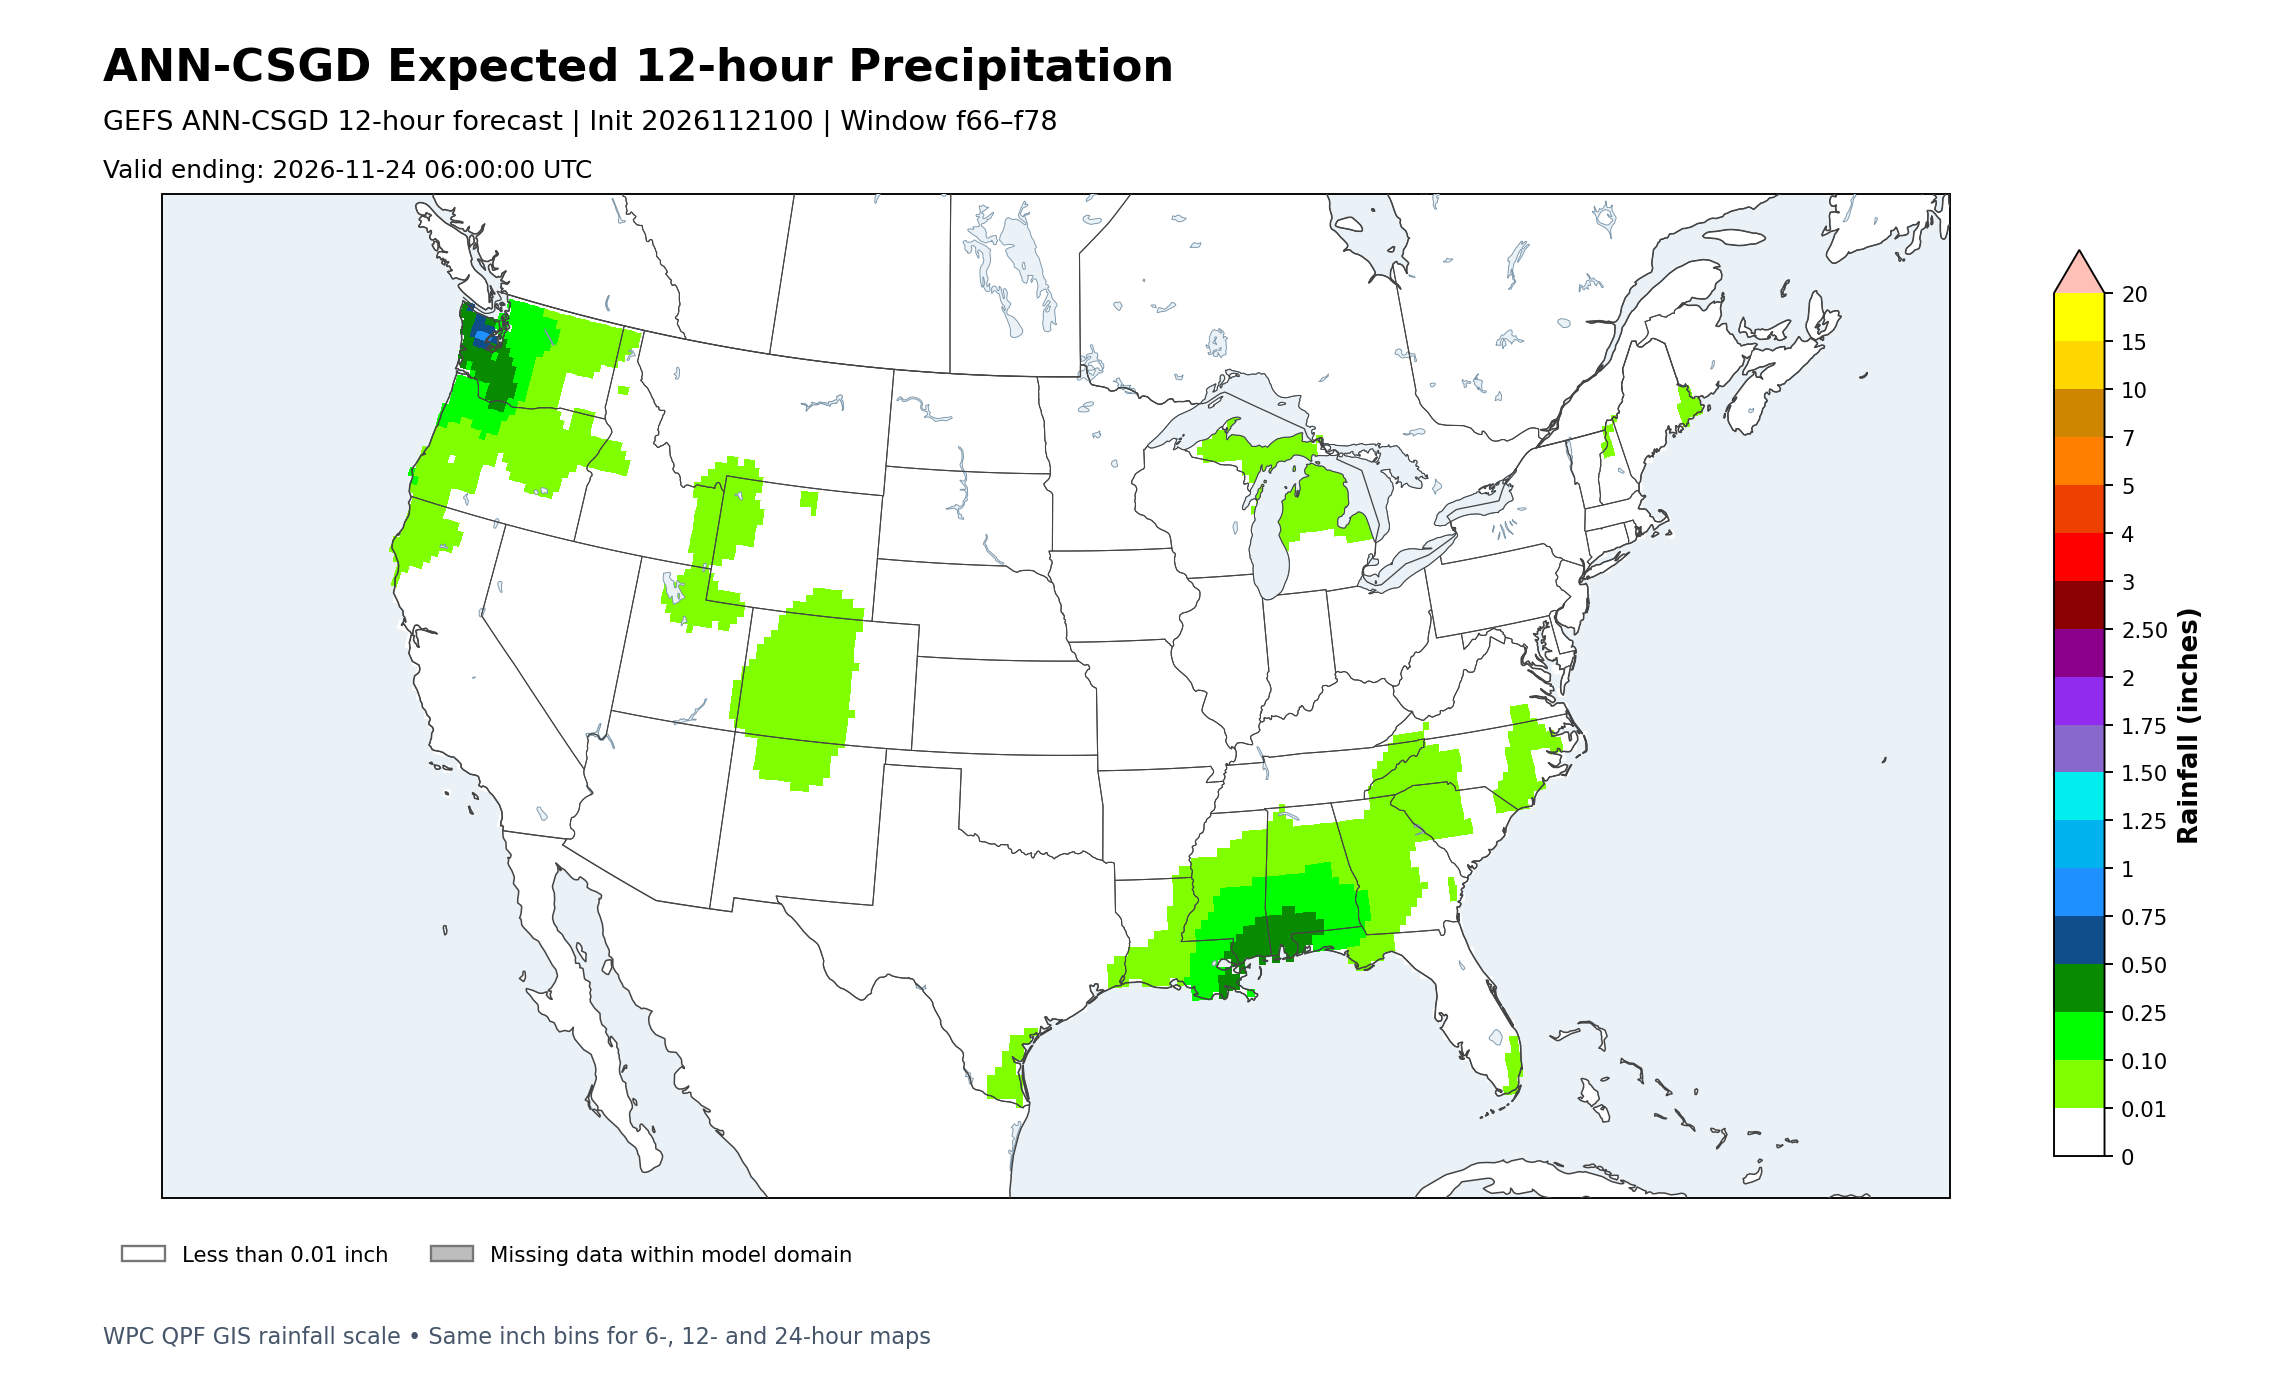 ANN-CSGD Expected 12-hour Precipitation
GEFS ANN-CSGD 12-hour forecast | Init 2026112100 | Window f66–f78
Valid ending: 2026-11-24 06:00:00 UTC
20
15
10
7
5
4
3
2.50
2
1.75
1.50
1.25
1
0.75
0.50
0.25
0.10
0.01
0
Rainfall (inches)
Less than 0.01 inch
Missing data within model domain
WPC QPF GIS rainfall scale • Same inch bins for 6-, 12- and 24-hour maps